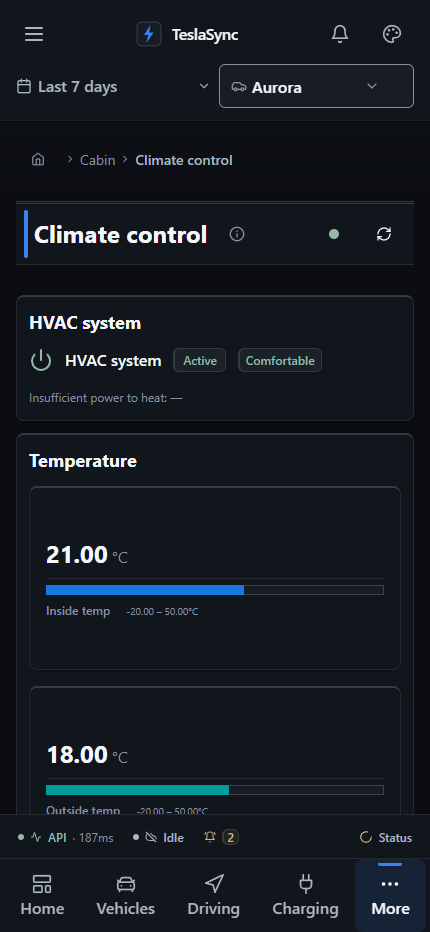 TeslaSync
Last 7 days
Aurora
Cabin
Climate control
Climate control
HVAC system
HVAC system
Active
Comfortable
Insufficient power to heat: —
Temperature
21.00 °C
Inside temp -20.00 – 50.00°C
18.00 °C
Outside temp -20.00 – 50.00°C
API · 187ms
Idle
2
Status
Home
Vehicles
Driving
Charging
More